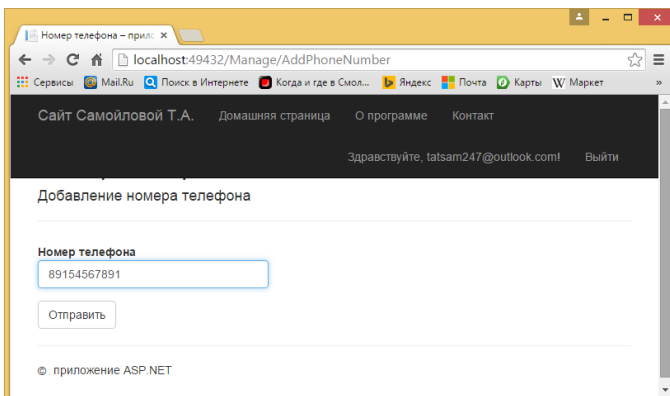 Номер телефона – прилс
localhost:49432/Manage/AddPhoneNumber
Сервисы Mail.Ru Поиск в Интернете Когда и где в Смол... Яндекс Почта Карты Маркет »
Сайт Самойловой Т.А. Домашняя страница О программе Контакт
Здравствуйте, tatsam247@outlook.com! Выйти
Добавление номера телефона
Номер телефона
89154567891
Отправить
© приложение ASP.NET